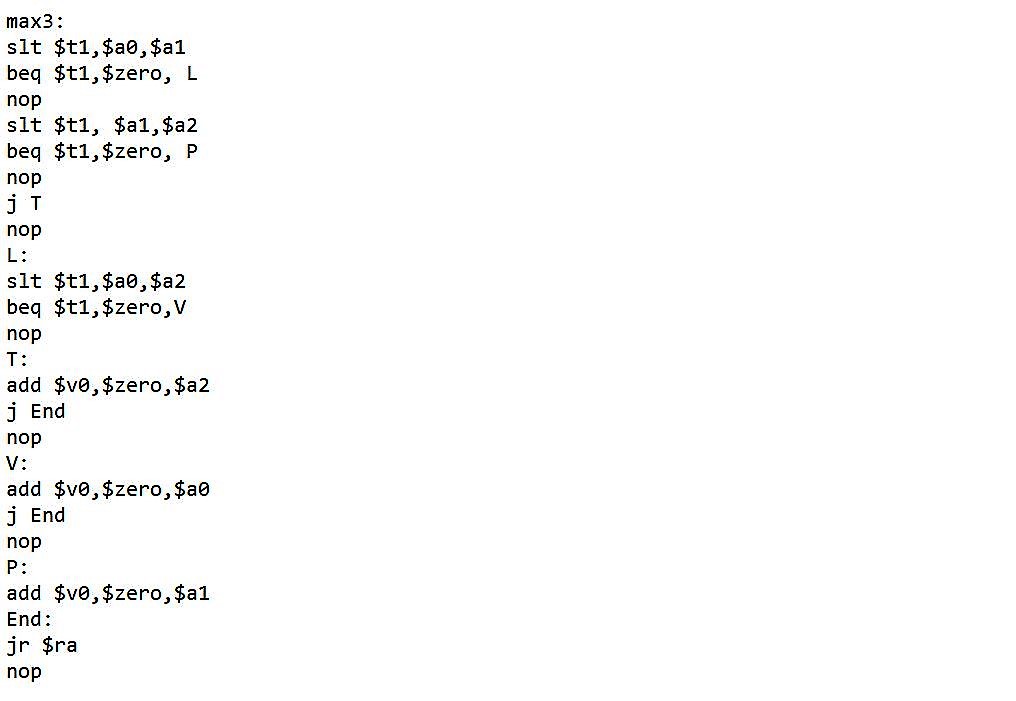 max3:
slt $t1,$a0,$a1
beq $t1,$zero, L
nop
slt $t1, $a1,$a2
beq $t1,$zero, P
nop
j T
nop
L:
slt $t1,$a0,$a2
beq $t1,$zero,V
nop
T:
add $v0,$zero,$a2
j End
nop
V:
add $v0,$zero,$a0
j End
nop
P:
add $v0,$zero,$a1
End:
jr $ra
nop